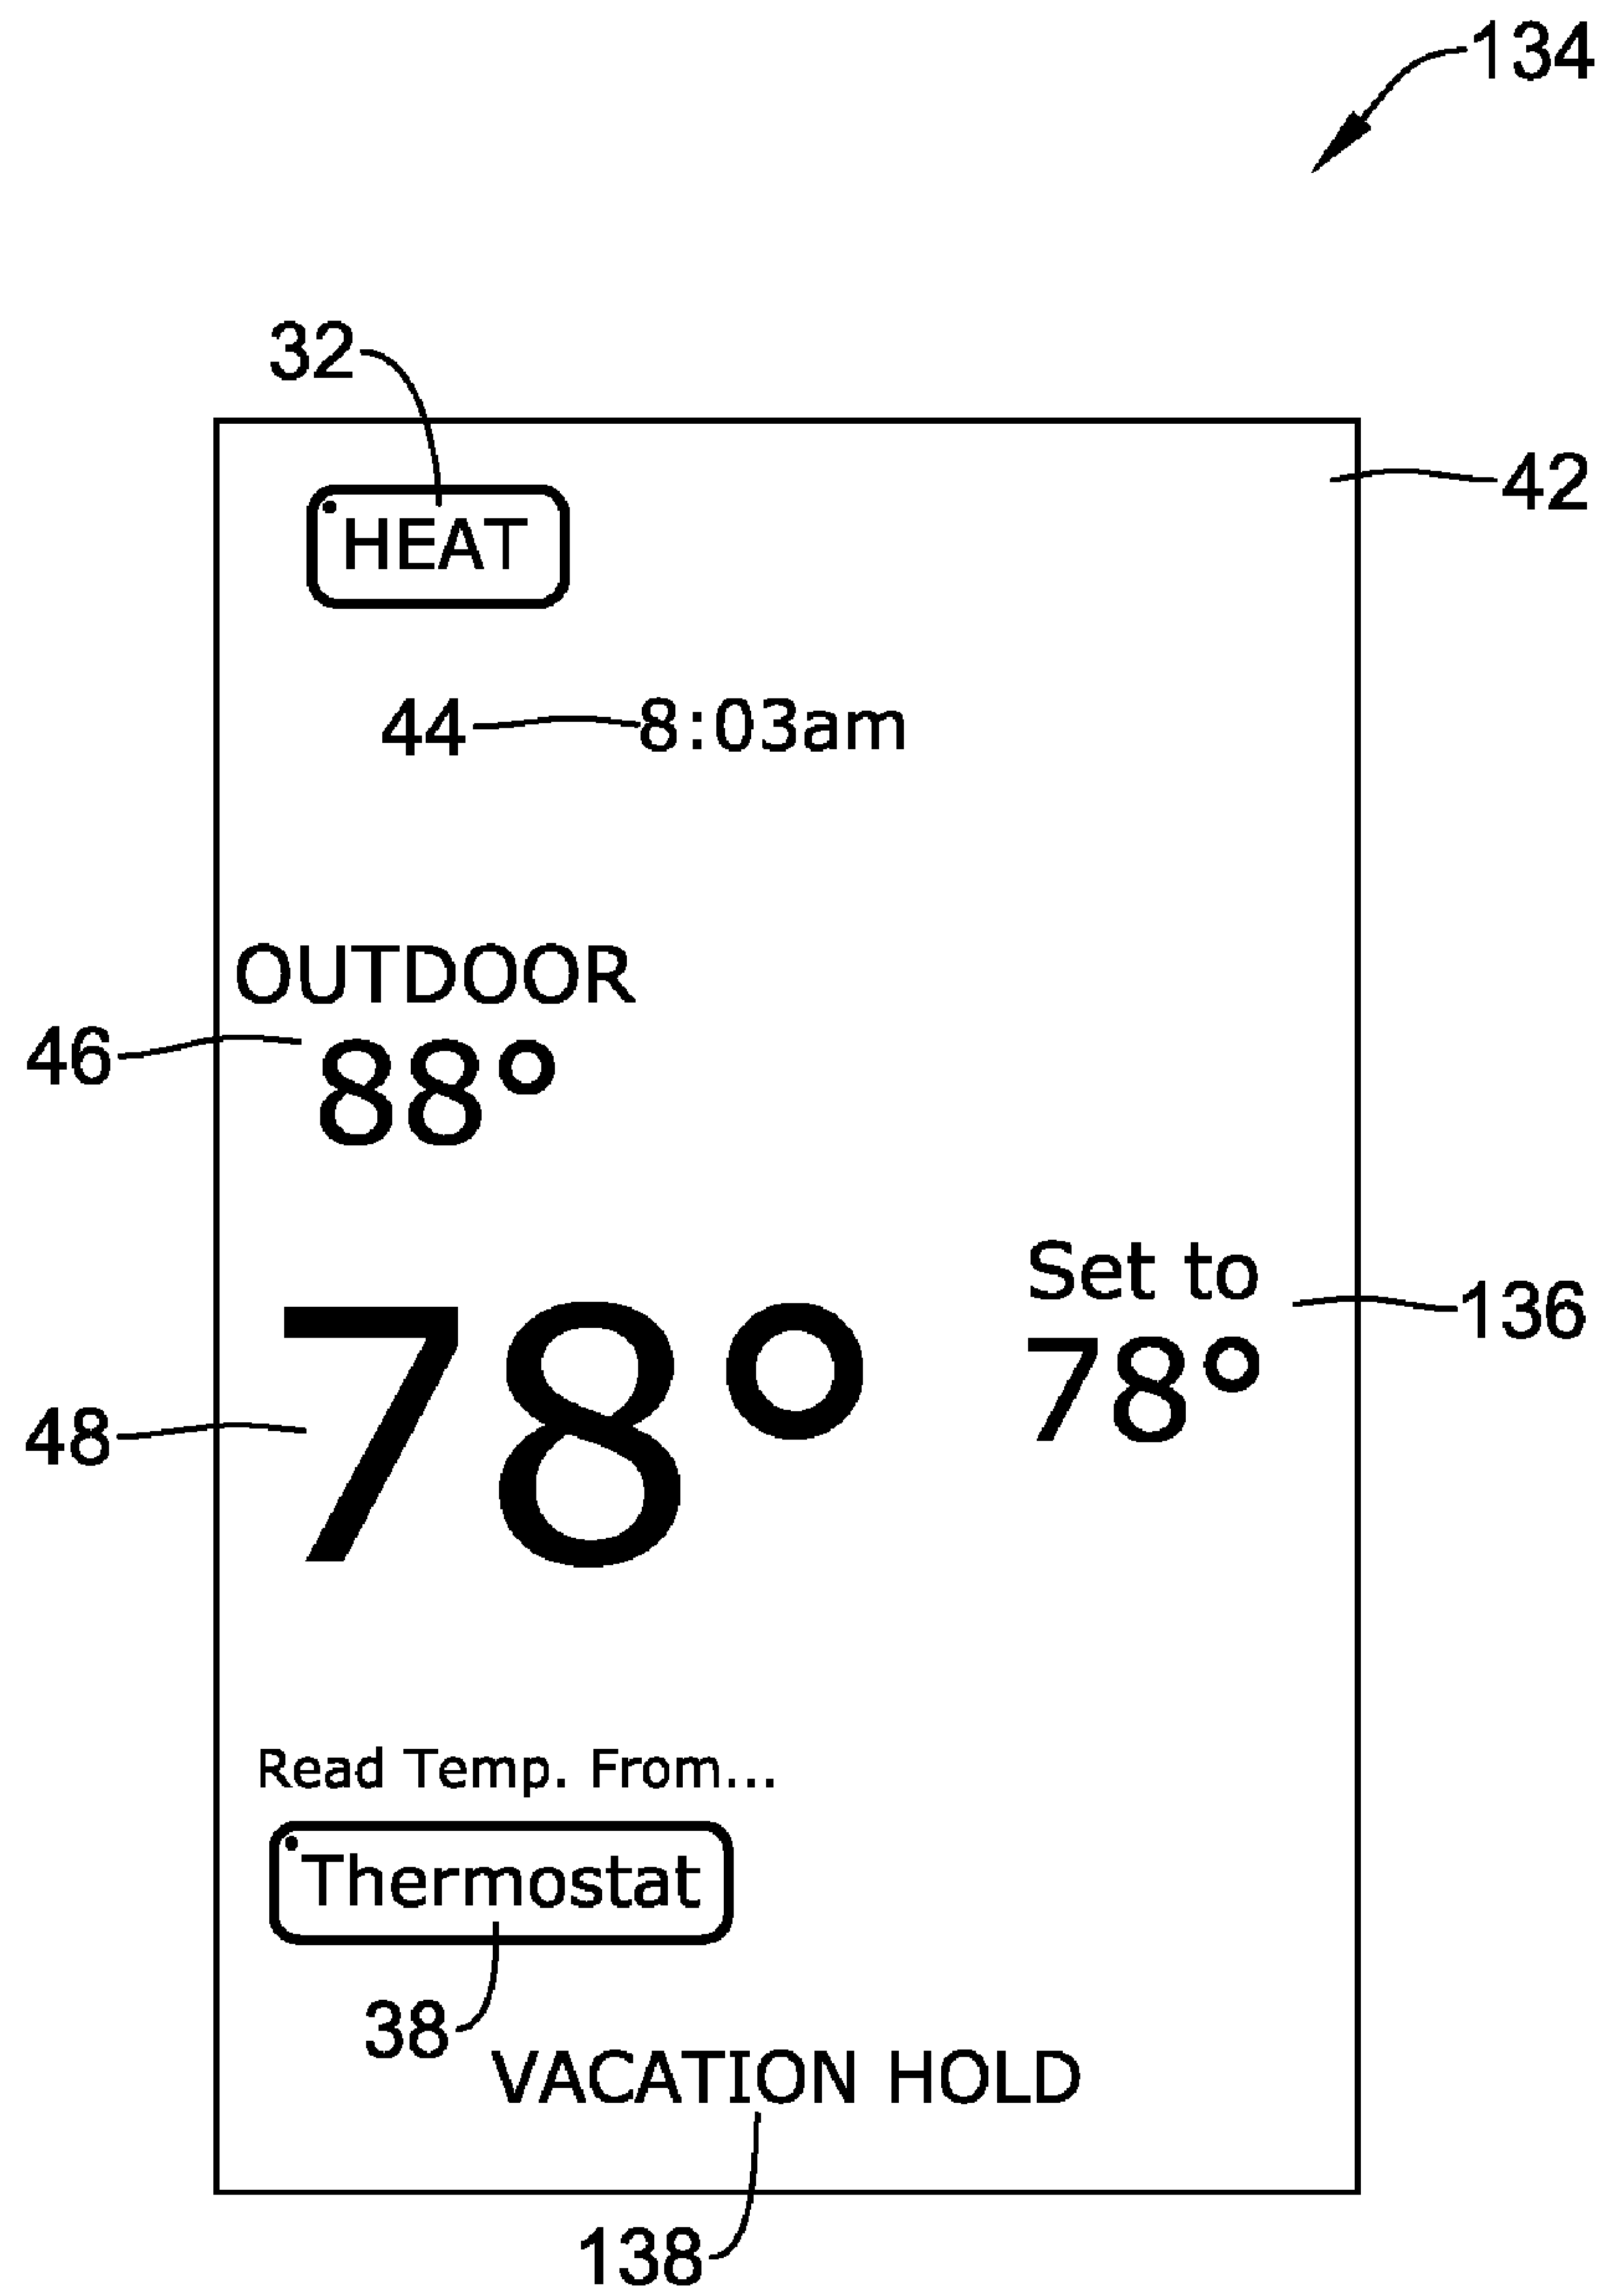 134
32
42
HEAT
44 8:03am
OUTDOOR
46
88°
Set to
136
78°
78°
48
Read Temp. From...
Thermostat
38
VACATION HOLD
138